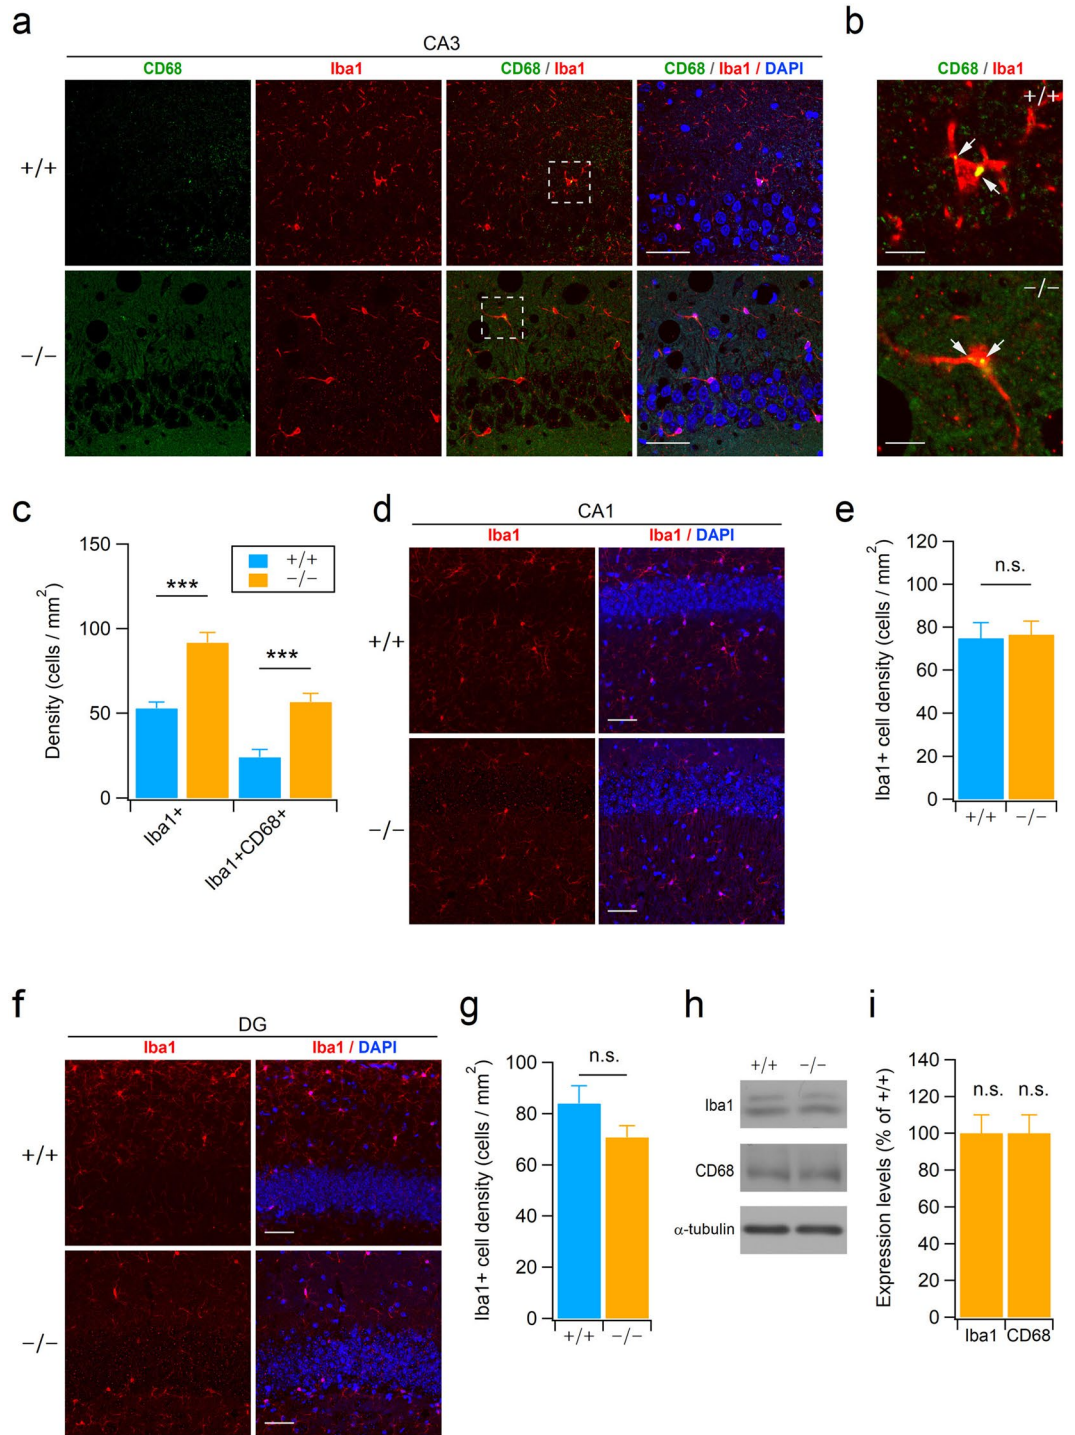 a
CA3
CD68
Iba1
CD68 / Iba1
CD68 / Iba1 / DAPI
+/+
−/−
b
CD68 / Iba1
+/+
−/−
c
Density (cells / mm²)
150
100
50
0
+/+
−/−
***
***
Iba1+
Iba1+CD68+
d
CA1
Iba1
Iba1 / DAPI
+/+
−/−
e
Iba1+ cell density (cells / mm²)
120
100
80
60
40
20
0
n.s.
+/+
−/−
f
DG
Iba1
Iba1 / DAPI
+/+
−/−
g
Iba1+ cell density (cells / mm²)
100
80
60
40
20
0
n.s.
+/+
−/−
h
+/+ −/−
Iba1
CD68
α-tubulin
i
Expression levels (% of +/+)
140
120
100
80
60
40
20
0
n.s. n.s.
Iba1 CD68